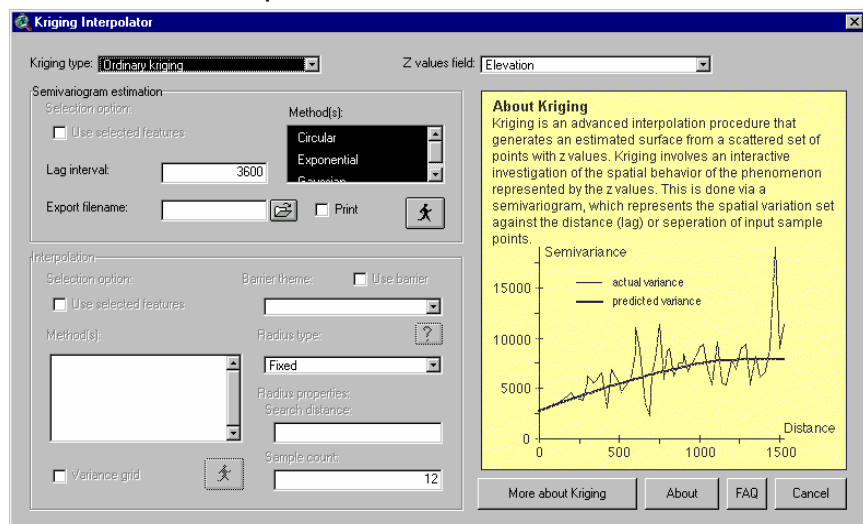 Kriging Interpolator
Kriging type: Ordinary kriging
Z values field: Elevation
Semivariogram estimation
Selection option:
Use selected features
Method(s):
Circular
Exponential
Gaussian
Lag interval: 3600
Export filename:
Print
Interpolation
Selection option:
Use selected features
Barrier theme:
Use barrier
Method(s):
Radius type:
?
Fixed
Radius properties:
Search distance:
Variance grid
Sample count:
12
About Kriging
Kriging is an advanced interpolation procedure that
generates an estimated surface from a scattered set of
points with z values. Kriging involves an interactive
investigation of the spatial behavior of the phenomenon
represented by the z values. This is done via a
semivariogram, which represents the spatial variation set
against the distance (lag) or seperation of input sample
points.
Semivariance
15000
10000
5000
0
actual variance
predicted variance
Distance
0 500 1000 1500
More about Kriging
About
FAQ
Cancel